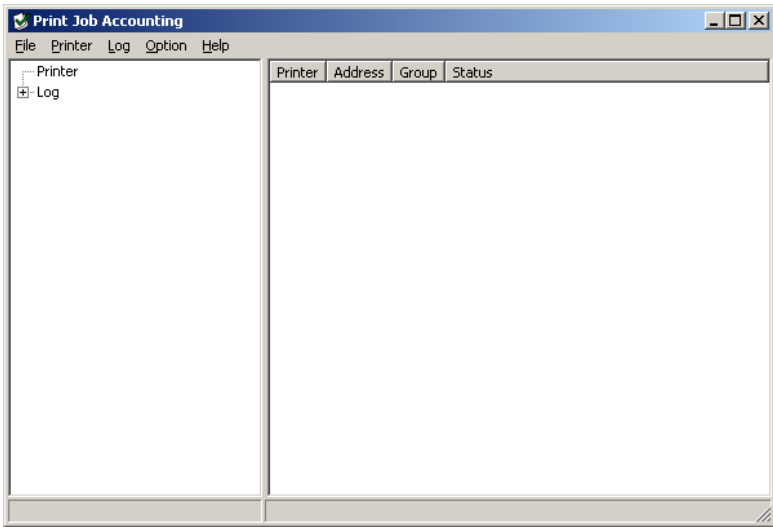 Print Job Accounting
File Printer Log Option Help
Printer
Log
Printer Address Group Status